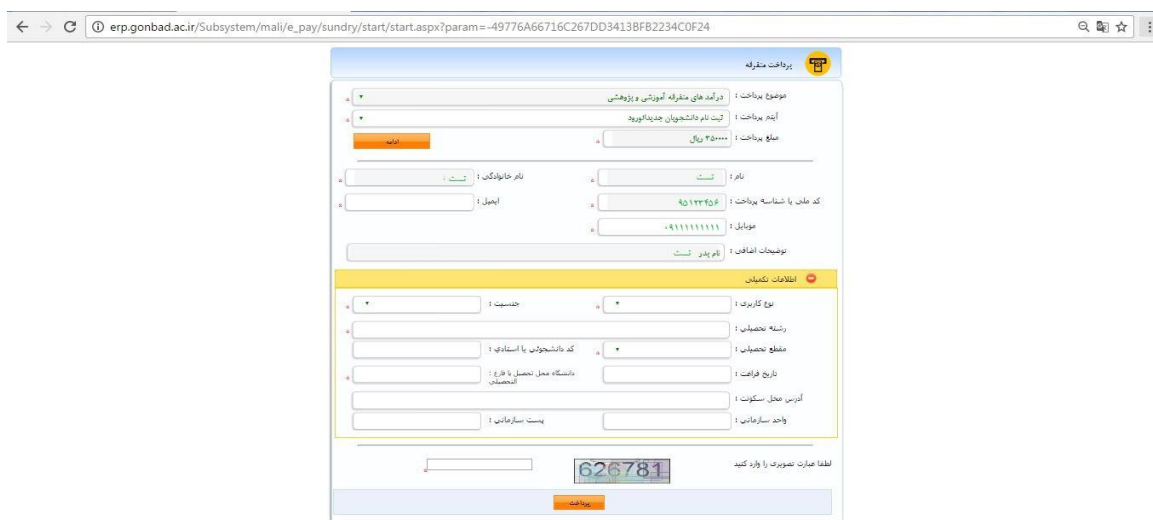 erp.gonbad.ac.ir/Subsystem/mali/e_pay/sundry/start/start.aspx?param=-49776A66716C267DD3413BFB2234C0F24
پرداخت متفرقه
موضوع پرداخت : درآمد های متفرقه آموزشی و پژوهشی
آیتم پرداخت : ثبت نام دانشجویان جدیدالورود
مبلغ پرداخت : ۳۵۰۰۰۰ ریال ادامه
نام : تست نام خانوادگی : تست :
کد ملی یا شناسه پرداخت : ۹۵۱۲۳۴۵۶ ایمیل :
موبایل : ۰۹۱۱۱۱۱۱۱۱۱
توضیحات اضافی : نام پدر تست
اطلاعات تکمیلی
نوع کاربری : جنسیت :
رشته تحصیلی :
مقطع تحصیلی : کد دانشجوئی یا استادی :
تاریخ فراغت : دانشگاه محل تحصیل یا فارغ التحصیلی :
آدرس محل سکونت :
واحد سازمانی : پست سازمانی :
لطفا عبارت تصویری را وارد کنید 626781
پرداخت